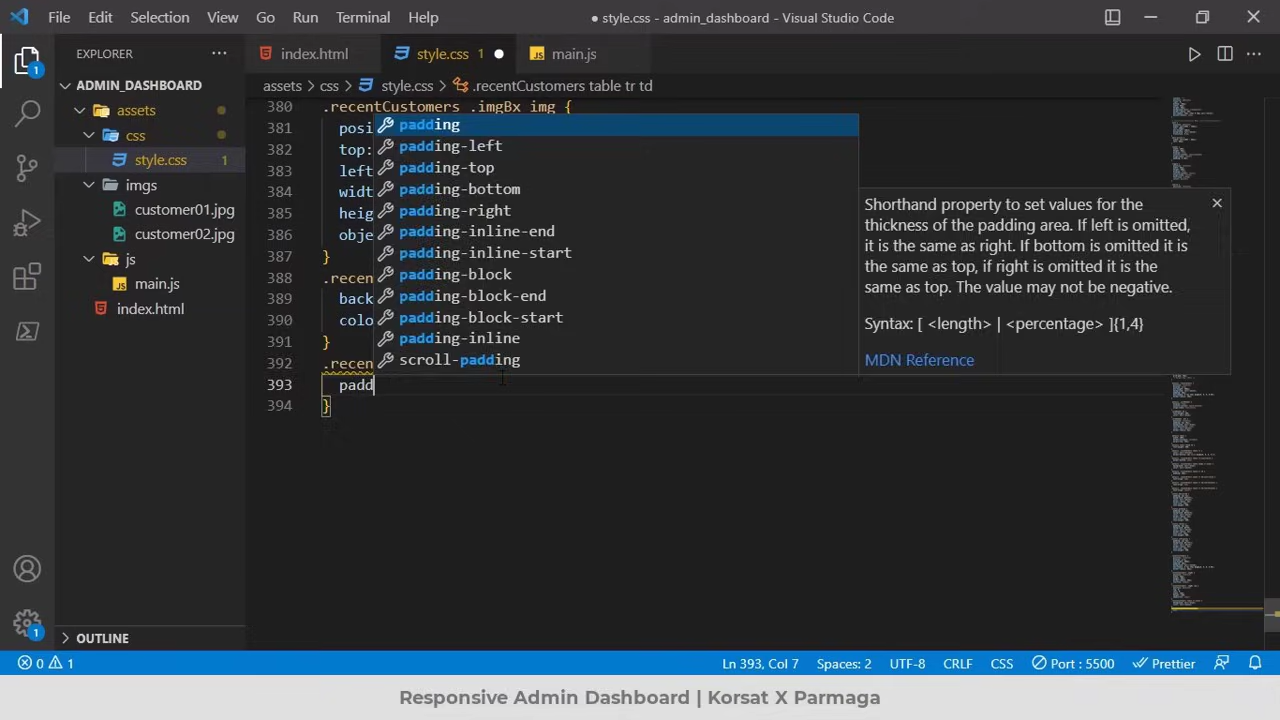 File Edit Selection View Go Run Terminal Help
● style.css - admin_dashboard - Visual Studio Code
EXPLORER ···
index.html
style.css 1 ●
main.js
ADMIN_DASHBOARD
assets
css
style.css 1
imgs
customer01.jpg
customer02.jpg
js
main.js
index.html
OUTLINE
assets > css > style.css > .recentCustomers table tr td
380 .recentCustomers .imgBx img {
381 posi
382 top:
383 left
384 widt
385 heig
386 obje
387 }
388 .recen
389 back
390 colo
391 }
392 .recen
393 padd
394 }
padding
padding-left
padding-top
padding-bottom
padding-right
padding-inline-end
padding-inline-start
padding-block
padding-block-end
padding-block-start
padding-inline
scroll-padding
Shorthand property to set values for the
thickness of the padding area. If left is omitted,
it is the same as right. If bottom is omitted it is
the same as top, if right is omitted it is the
same as top. The value may not be negative.
Syntax: [ <length> | <percentage> ]{1,4}
MDN Reference
1
1
0 1
Ln 393, Col 7 Spaces: 2 UTF-8 CRLF CSS Port : 5500 Prettier
Responsive Admin Dashboard | Korsat X Parmaga